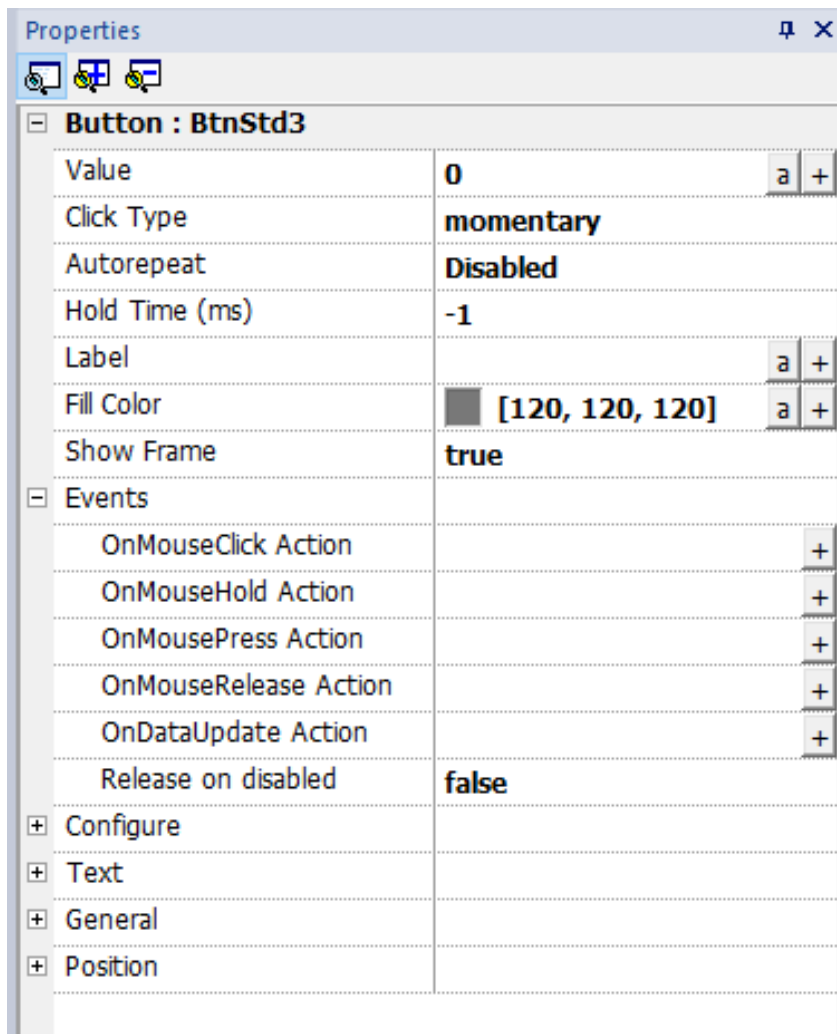 Properties
Button : BtnStd3
Value 0 a +
Click Type momentary
Autorepeat Disabled
Hold Time (ms) -1
Label a +
Fill Color [120, 120, 120] a +
Show Frame true
Events
OnMouseClick Action +
OnMouseHold Action +
OnMousePress Action +
OnMouseRelease Action +
OnDataUpdate Action +
Release on disabled false
Configure
Text
General
Position